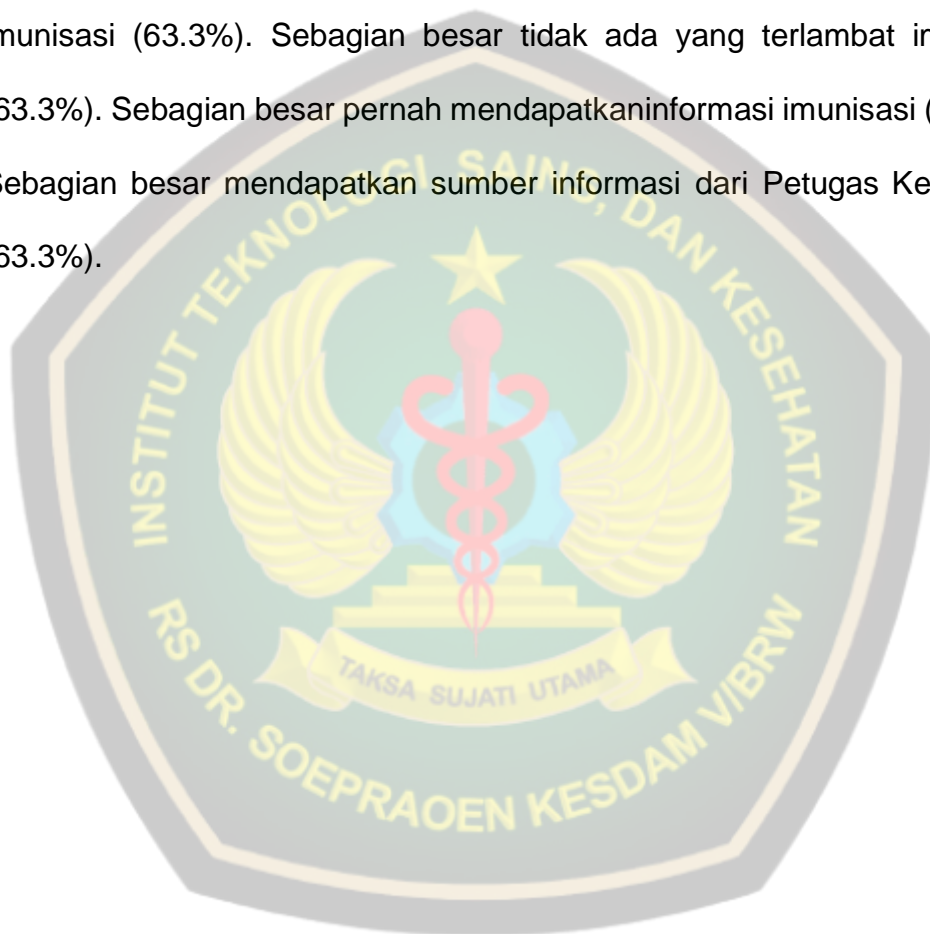 munisasi (63.3%). Sebagian besar tidak ada yang terlambat
63.3%). Sebagian besar pernah mendapatkaninformasi imunisasi (
Sebagian besar mendapatkan sumber informasi dari Petugas Ke
63.3%).
INSTITUT TEKNOLOGI, SAINS, DAN KESEHATAN
TAKSA SUJATI UTAMA
RS DR. SOEPRAOEN KESDAM V/BRW